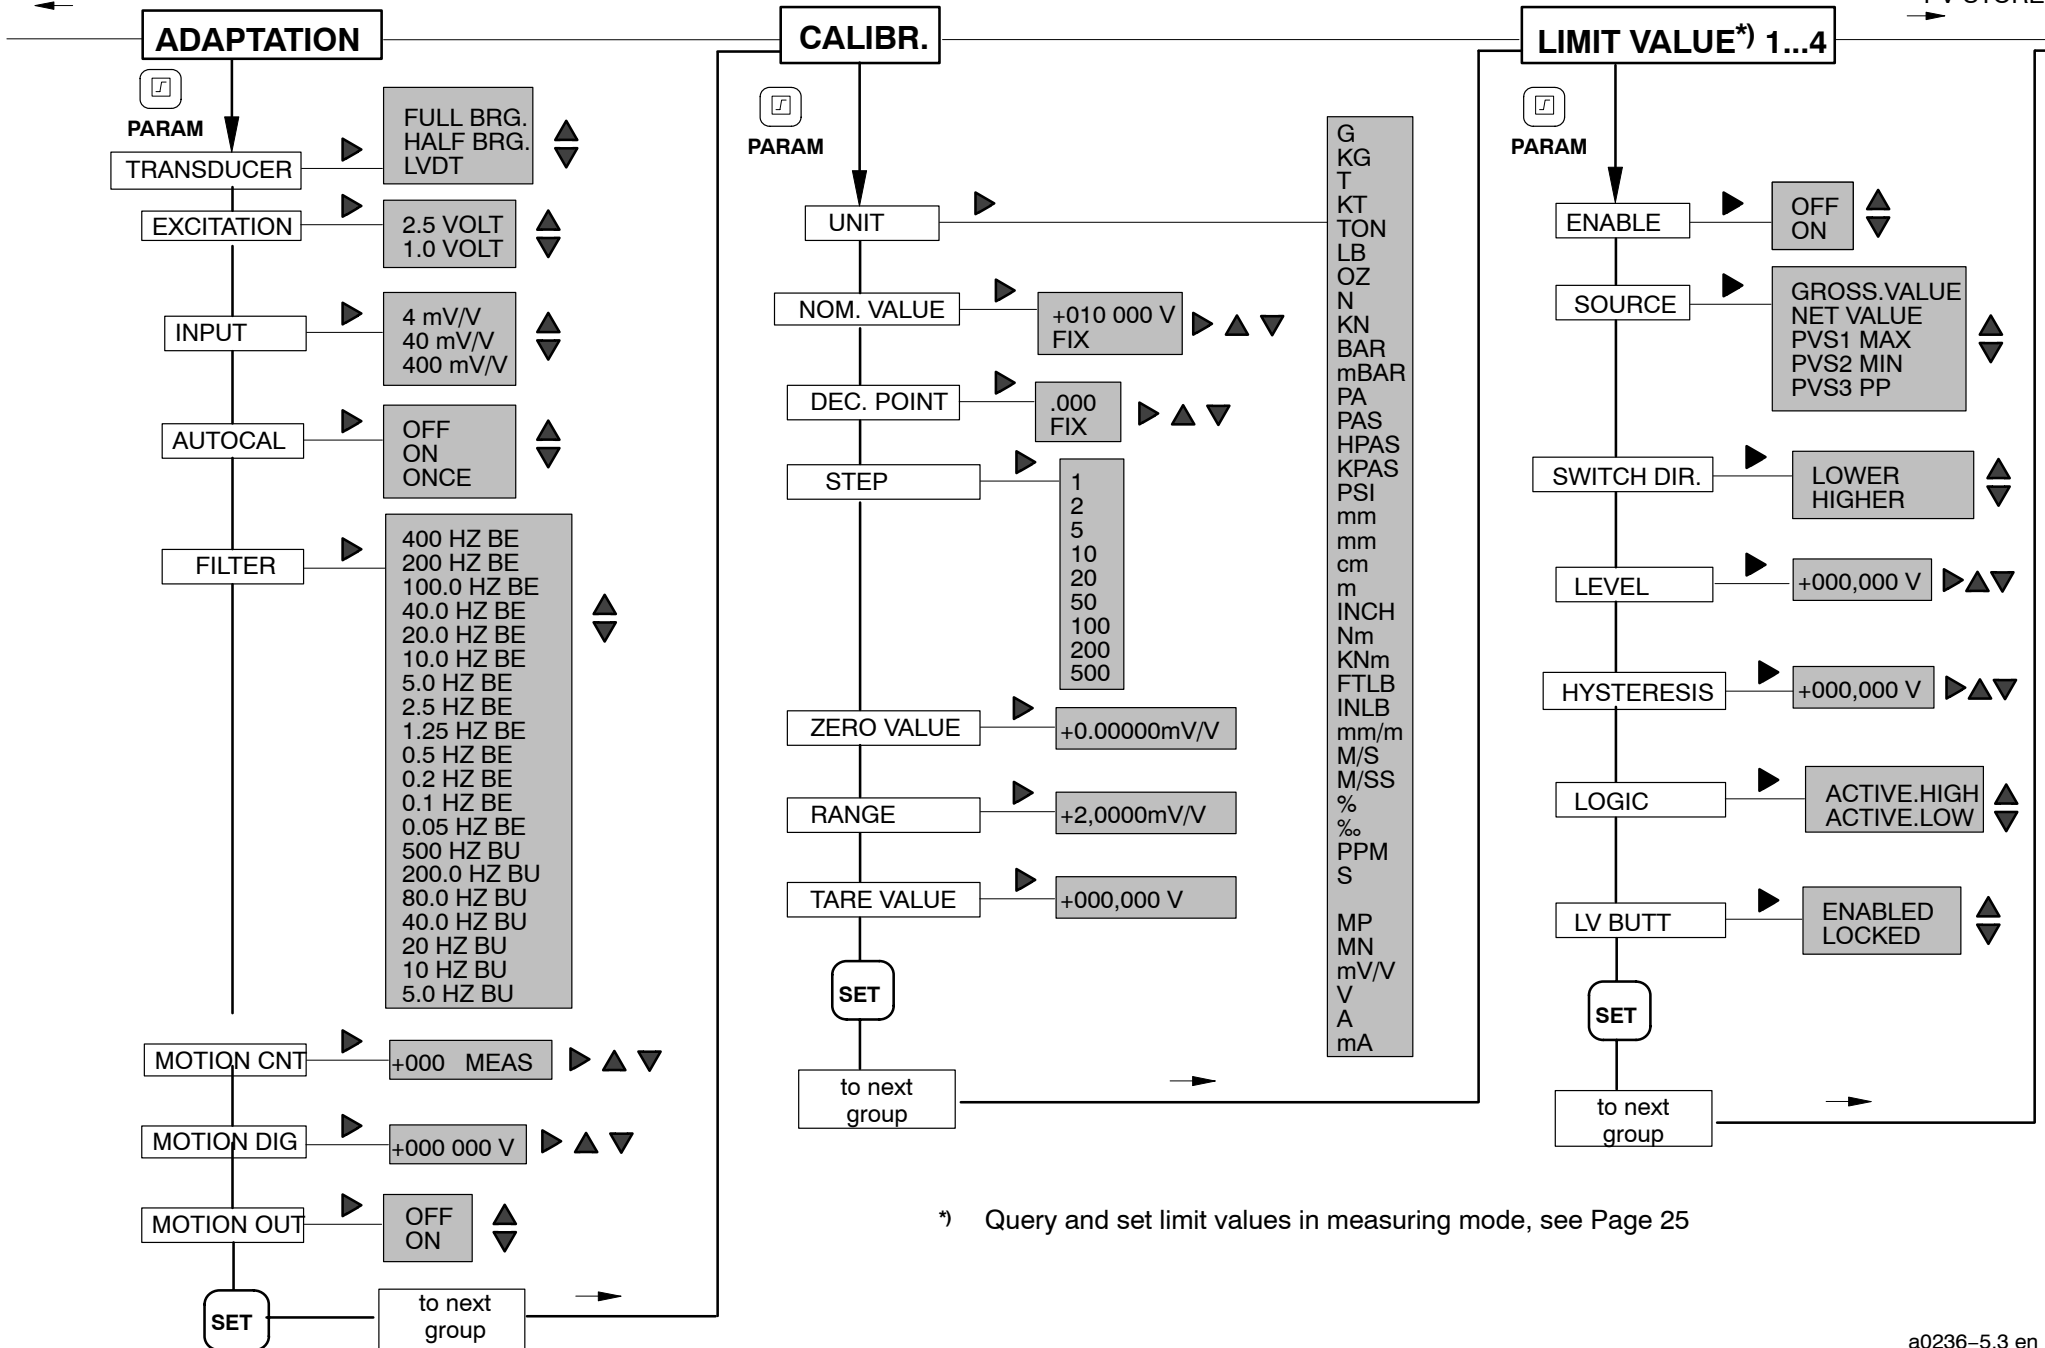 ADAPTATION
PARAM
TRANSDUCER
FULL BRG.
HALF BRG.
LVDT
EXCITATION
2.5 VOLT
1.0 VOLT
INPUT
4 mV/V
40 mV/V
400 mV/V
AUTOCAL
OFF
ON
ONCE
FILTER
400 HZ BE
200 HZ BE
100.0 HZ BE
40.0 HZ BE
20.0 HZ BE
10.0 HZ BE
5.0 HZ BE
2.5 HZ BE
1.25 HZ BE
0.5 HZ BE
0.2 HZ BE
0.1 HZ BE
0.05 HZ BE
500 HZ BU
200.0 HZ BU
80.0 HZ BU
40.0 HZ BU
20 HZ BU
10 HZ BU
5.0 HZ BU
MOTION CNT
+000 MEAS
MOTION DIG
+000 000 V
MOTION OUT
OFF
ON
SET
to next
group
CALIBR.
PARAM
UNIT
G
KG
T
KT
TON
LB
OZ
N
KN
BAR
mBAR
PA
PAS
HPAS
KPAS
PSI
mm
mm
cm
m
INCH
Nm
KNm
FTLB
INLB
mm/m
M/S
M/SS
%
‰
PPM
S
MP
MN
mV/V
V
A
mA
NOM. VALUE
+010 000 V
FIX
DEC. POINT
.000
FIX
STEP
1
2
5
10
20
50
100
200
500
ZERO VALUE
+0.00000mV/V
RANGE
+2,0000mV/V
TARE VALUE
+000,000 V
SET
to next
group
LIMIT VALUE*) 1...4
PARAM
ENABLE
OFF
ON
SOURCE
GROSS.VALUE
NET VALUE
PVS1 MAX
PVS2 MIN
PVS3 PP
SWITCH DIR.
LOWER
HIGHER
LEVEL
+000,000 V
HYSTERESIS
+000,000 V
LOGIC
ACTIVE.HIGH
ACTIVE.LOW
LV BUTT
ENABLED
LOCKED
SET
to next
group
*) Query and set limit values in measuring mode, see Page 25
a0236–5.3 en